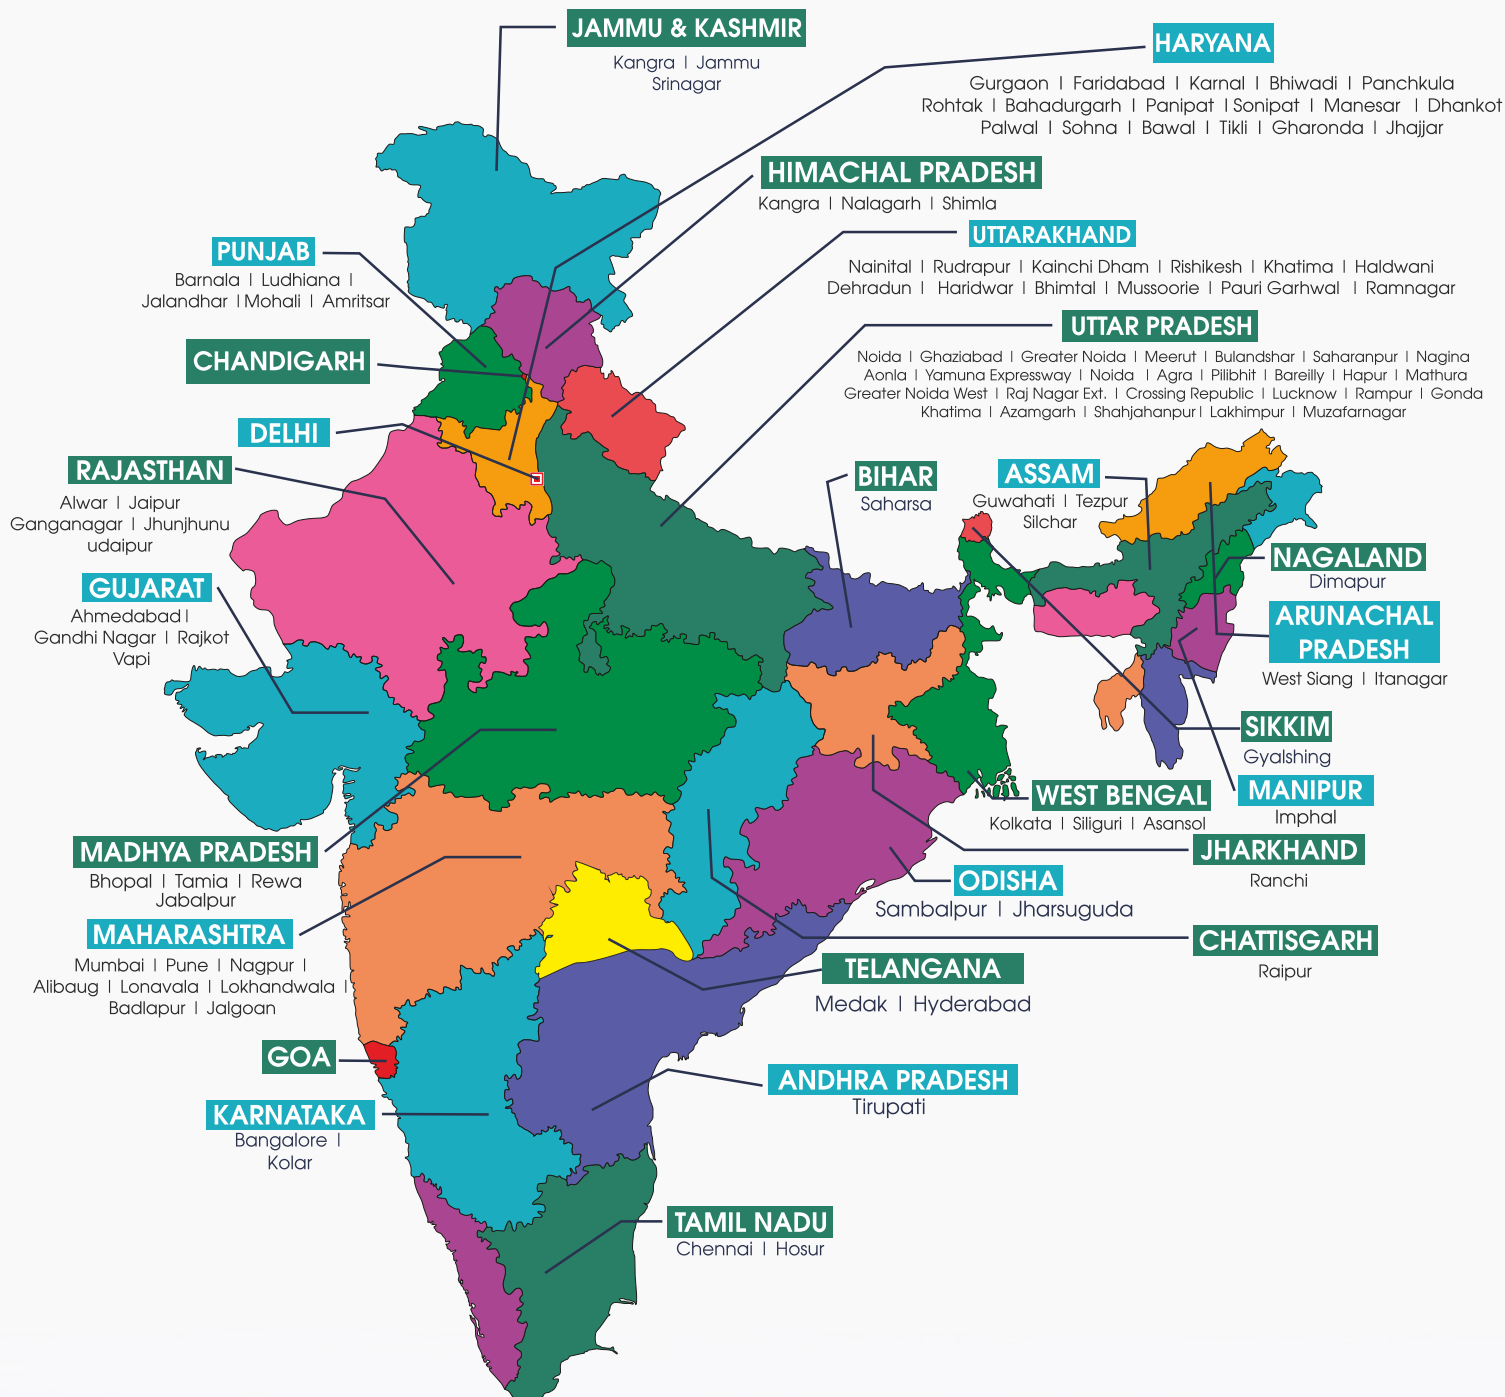 JAMMU & KASHMIR
Kangra | Jammu
Srinagar
HARYANA
Gurgaon | Faridabad | Karnal | Bhiwadi | Panchkula
Rohtak | Bahadurgarh | Panipat | Sonipat | Manesar | Dhankot
Palwal | Sohna | Bawal | Tikli | Gharonda | Jhajjar
HIMACHAL PRADESH
Kangra | Nalagarh | Shimla
UTTARAKHAND
Nainital | Rudrapur | Kainchi Dham | Rishikesh | Khatima | Haldwani
Dehradun | Haridwar | Bhimtal | Mussoorie | Pauri Garhwal | Ramnagar
PUNJAB
Barnala | Ludhiana |
Jalandhar | Mohali | Amritsar
UTTAR PRADESH
Noida | Ghaziabad | Greater Noida | Meerut | Bulandshar | Saharanpur | Nagina
Aonla | Yamuna Expressway | Noida | Agra | Pilibhit | Bareilly | Hapur | Mathura
Greater Noida West | Raj Nagar Ext. | Crossing Republic | Lucknow | Rampur | Gonda
Khatima | Azamgarh | Shahjahanpur | Lakhimpur | Muzafarnagar
CHANDIGARH
DELHI
RAJASTHAN
Alwar | Jaipur
Ganganagar | Jhunjhunu
udaipur
BIHAR
Saharsa
ASSAM
Guwahati | Tezpur
Silchar
NAGALAND
Dimapur
GUJARAT
Ahmedabad |
Gandhi Nagar | Rajkot
Vapi
ARUNACHAL
PRADESH
West Siang | Itanagar
SIKKIM
Gyalshing
MANIPUR
Imphal
WEST BENGAL
Kolkata | Siliguri | Asansol
MADHYA PRADESH
Bhopal | Tamia | Rewa
Jabalpur
JHARKHAND
Ranchi
ODISHA
Sambalpur | Jharsuguda
MAHARASHTRA
Mumbai | Pune | Nagpur |
Alibaug | Lonavala | Lokhandwala |
Badlapur | Jalgoan
CHATTISGARH
Raipur
TELANGANA
Medak | Hyderabad
GOA
ANDHRA PRADESH
Tirupati
KARNATAKA
Bangalore |
Kolar
TAMIL NADU
Chennai | Hosur